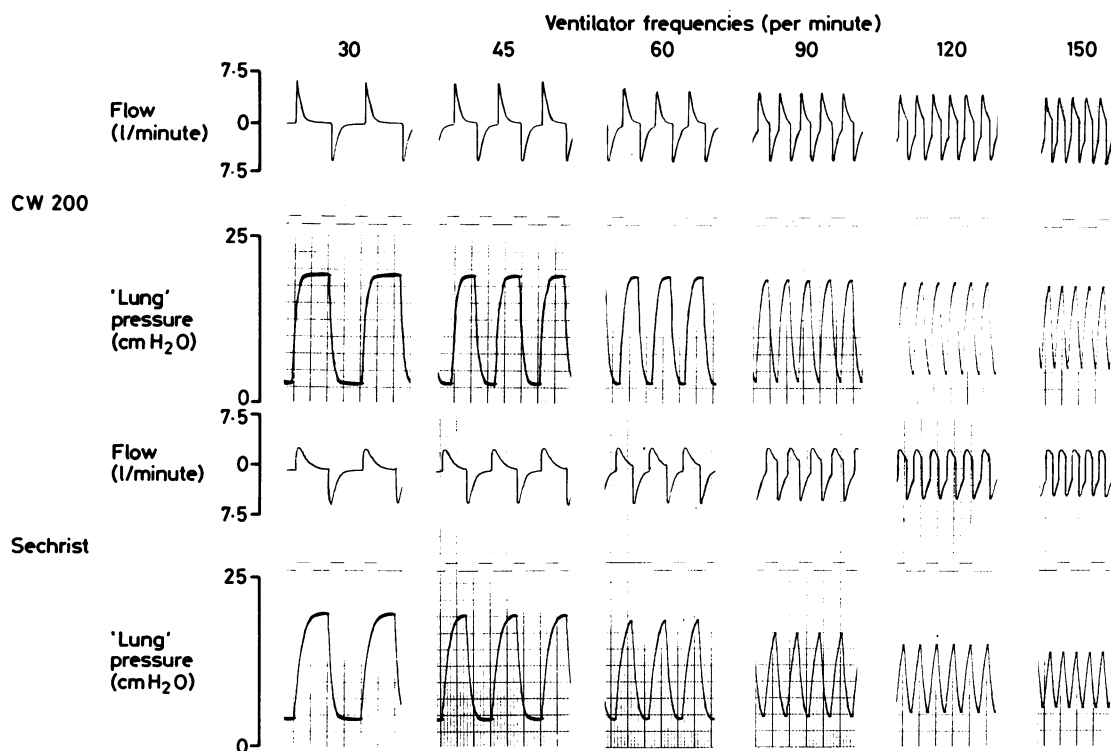 Ventilator frequencies (per minute)
30 45 60 90 120 150
7·5
Flow
(l/minute)
0
7·5
CW 200
25
'Lung'
pressure
(cm H₂O)
0
7·5
Flow
(l/minute)
0
7·5
Sechrist
25
'Lung'
pressure
(cm H₂O)
0